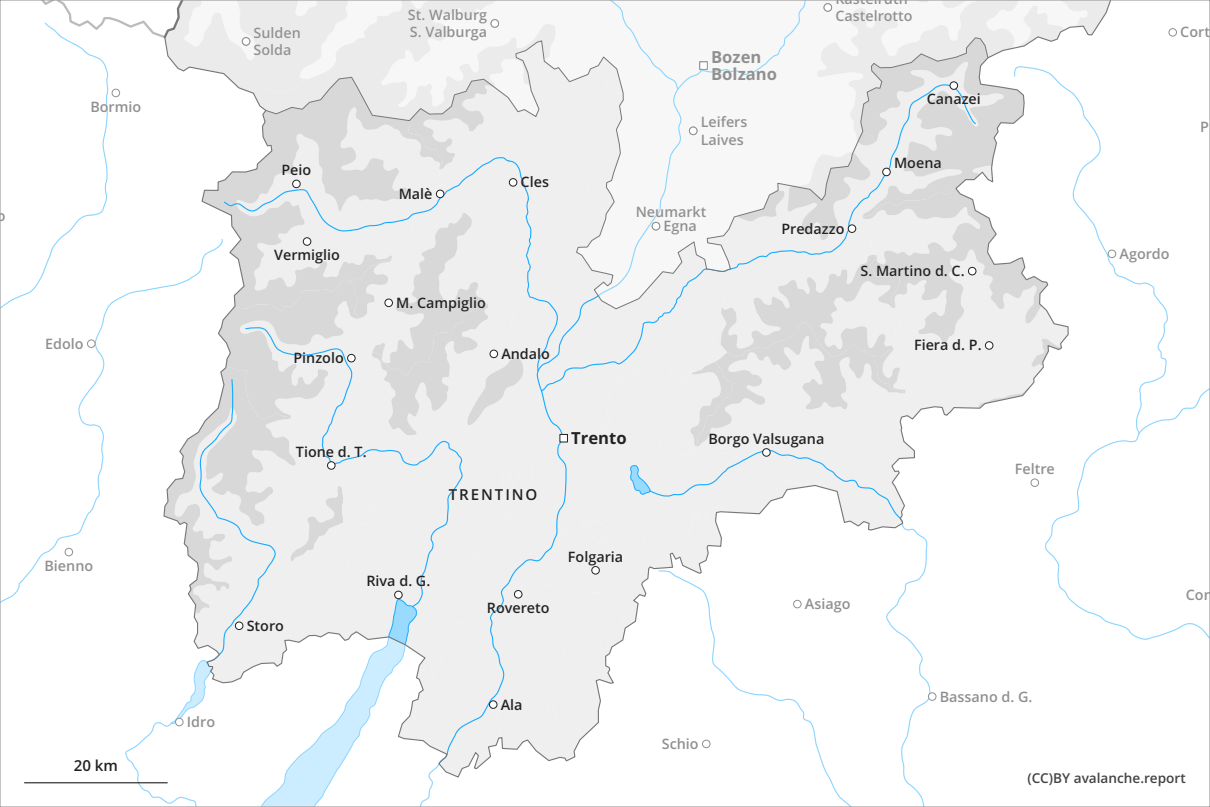 Kastelruth
Castelrotto
St. Walburg
S. Valburga
Sulden
Solda
Cort
Bozen
Bolzano
Bormio
Canazei
Leifers
Laives
P
Moena
Peio
Malè
Cles
Neumarkt
Egna
Predazzo
Vermiglio
Agordo
S. Martino d. C.
M. Campiglio
Edolo
Pinzolo
Andalo
Fiera d. P.
Trento
Borgo Valsugana
Tione d. T.
Feltre
TRENTINO
Bienno
Folgaria
Riva d. G.
Rovereto
Asiago
Cor
Storo
Bassano d. G.
Ala
Idro
Schio
20 km
(CC)BY avalanche.report